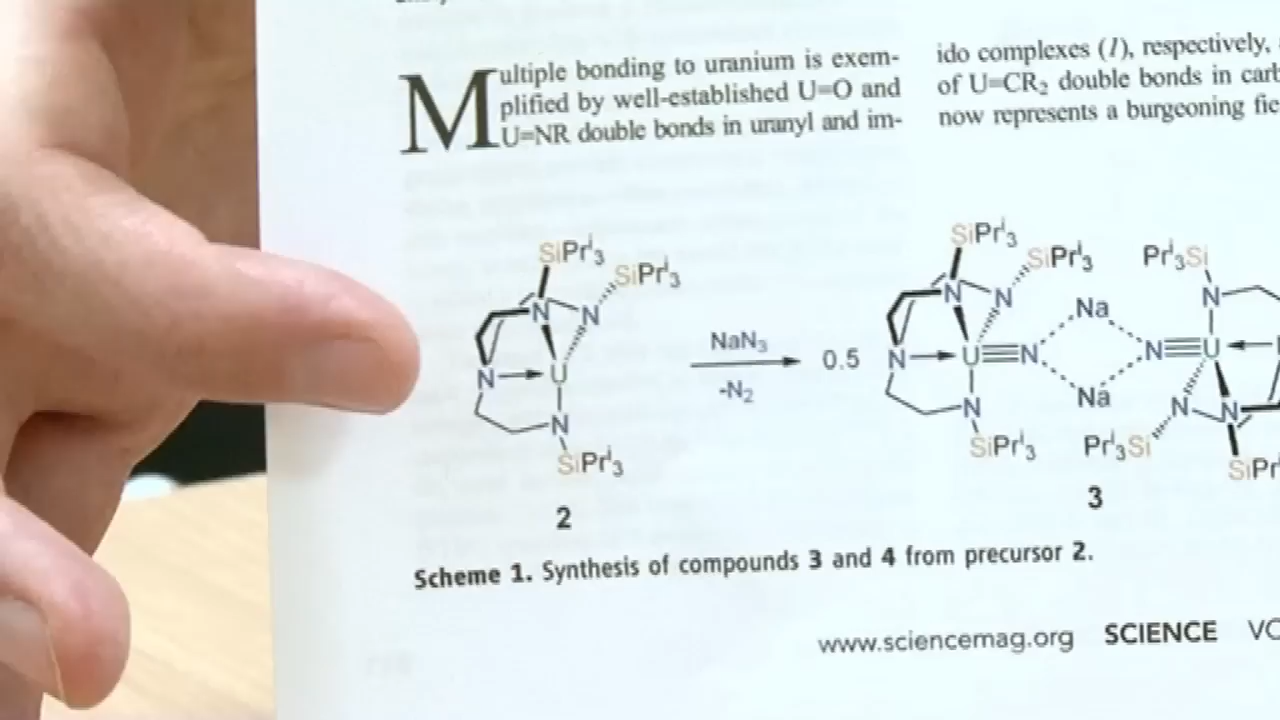 Multiple bonding to uranium is exem-
plified by well-established U=O and
U=NR double bonds in uranyl and im-
ido complexes (1), respectively,
of U=CR₂ double bonds in carb
now represents a burgeoning fie
SiPrⁱ₃
SiPrⁱ₃
N
N
N
U
N
SiPrⁱ₃
2
NaN₃
-N₂
0.5
SiPrⁱ₃
SiPrⁱ₃
Prⁱ₃Si
N
N
Na
N
N
U≡N
N≡U
Na
N
N
N
SiPrⁱ₃
Prⁱ₃Si
SiPr
3
Scheme 1. Synthesis of compounds 3 and 4 from precursor 2.
www.sciencemag.org SCIENCE VO